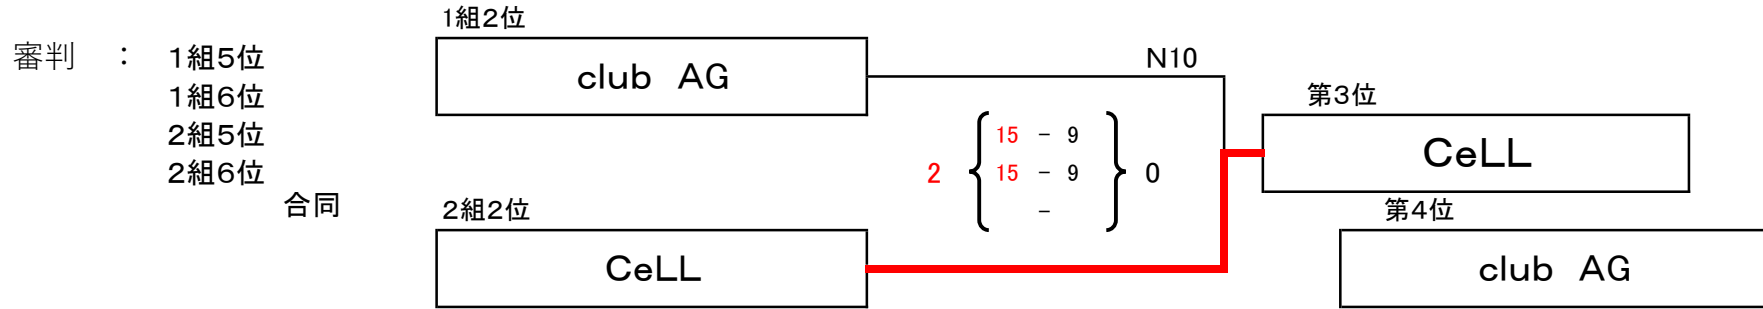 審判　：　1組5位
1組6位
2組5位
2組6位
合同
1組2位
club　AG
N10
15 － 9
2 { 15 － 9 } 0
－
2組2位
CeLL
第3位
CeLL
第4位
club　AG